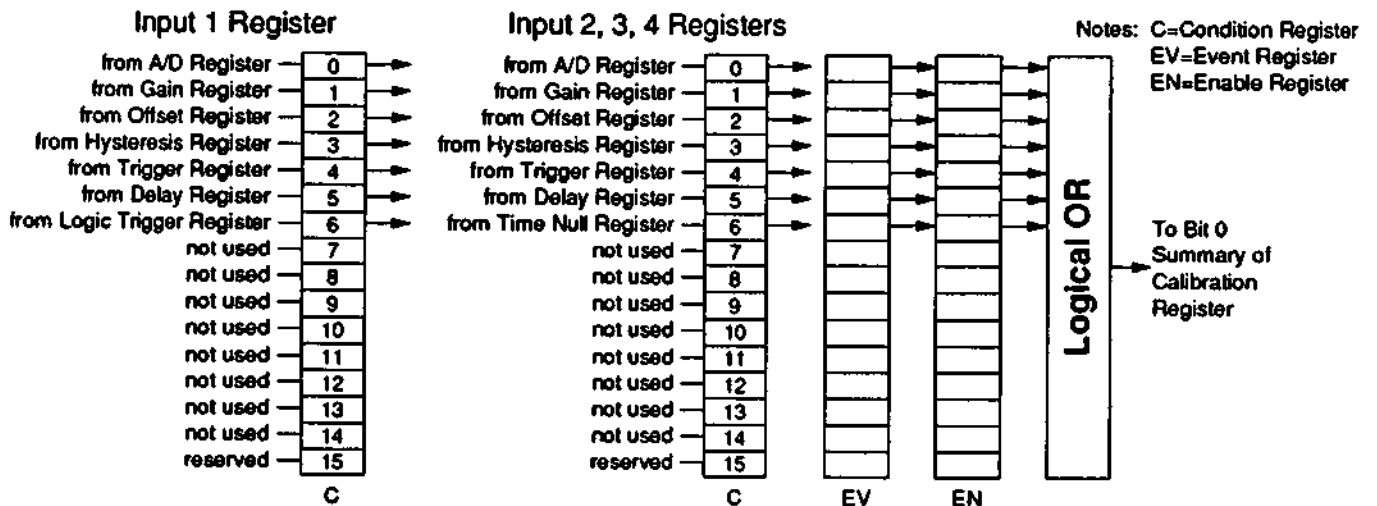 Input 1 Register
from A/D Register 0
from Gain Register 1
from Offset Register 2
from Hysteresis Register 3
from Trigger Register 4
from Delay Register 5
from Logic Trigger Register 6
not used 7
not used 8
not used 9
not used 10
not used 11
not used 12
not used 13
not used 14
reserved 15
C
Input 2, 3, 4 Registers
from A/D Register 0
from Gain Register 1
from Offset Register 2
from Hysteresis Register 3
from Trigger Register 4
from Delay Register 5
from Time Null Register 6
not used 7
not used 8
not used 9
not used 10
not used 11
not used 12
not used 13
not used 14
reserved 15
C EV EN
Logical OR
Notes: C=Condition Register
EV=Event Register
EN=Enable Register
To Bit 0
Summary of
Calibration
Register